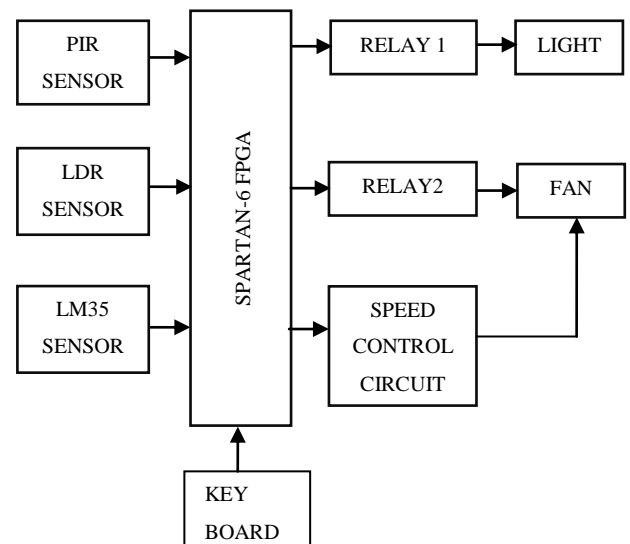 PIR
SENSOR
LDR
SENSOR
LM35
SENSOR
SPARTAN-6 FPGA
KEY
BOARD
RELAY 1
LIGHT
RELAY2
FAN
SPEED
CONTROL
CIRCUIT